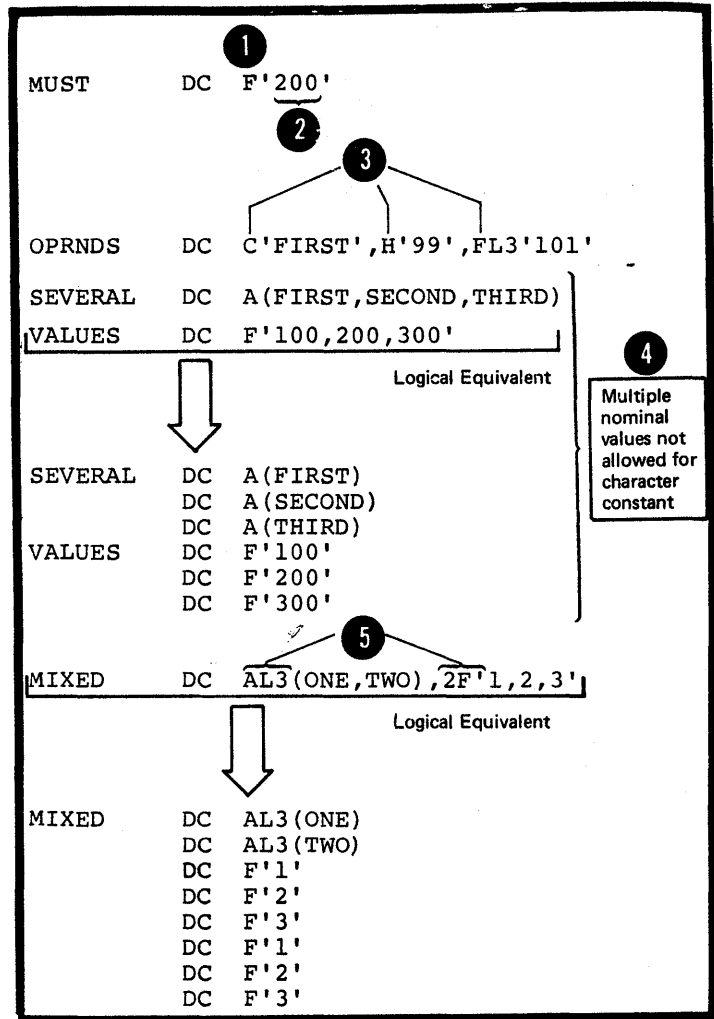 1
MUST DC F'200'
2
3
OPRNDS DC C'FIRST',H'99',FL3'101'
SEVERAL DC A(FIRST,SECOND,THIRD)
VALUES DC F'100,200,300'
4
Logical Equivalent
Multiple
nominal
values not
allowed for
character
constant
SEVERAL DC A(FIRST)
DC A(SECOND)
DC A(THIRD)
VALUES DC F'100'
DC F'200'
DC F'300'
5
MIXED DC AL3(ONE,TWO),2F'1,2,3'
Logical Equivalent
MIXED DC AL3(ONE)
DC AL3(TWO)
DC F'1'
DC F'2'
DC F'3'
DC F'1'
DC F'2'
DC F'3'